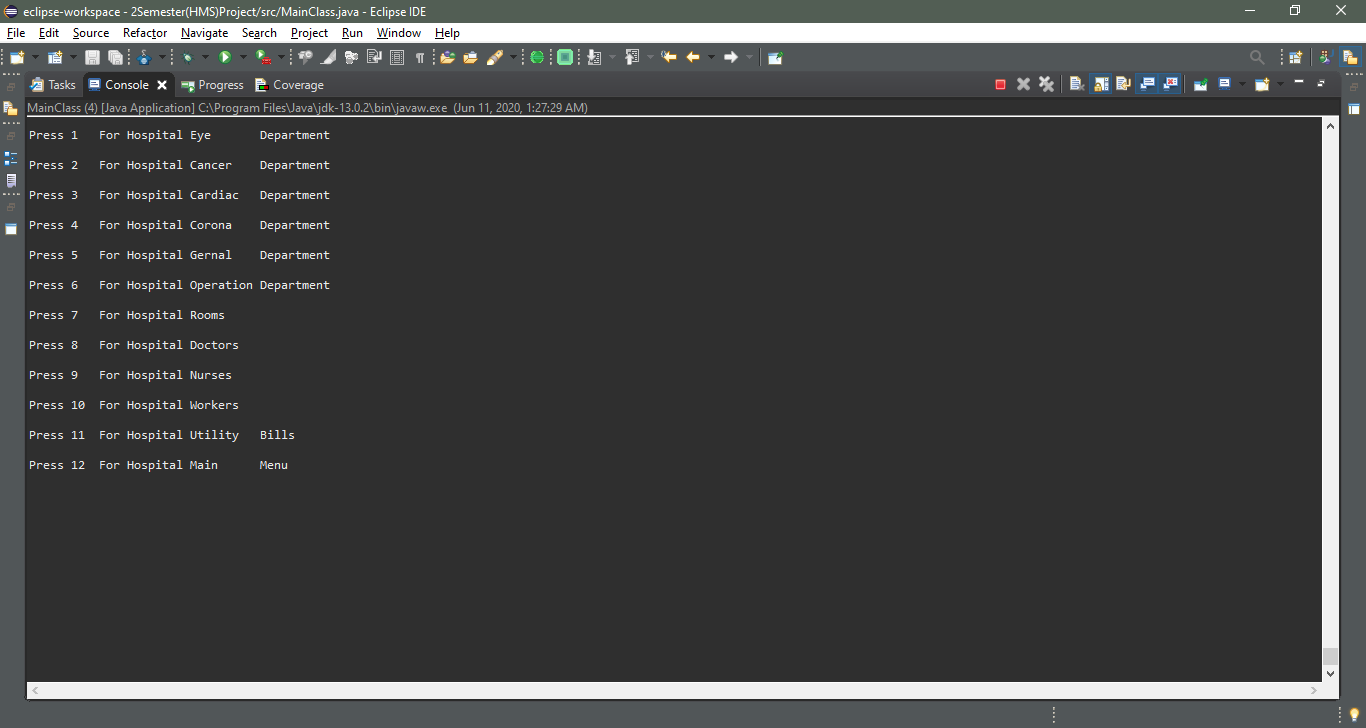 eclipse-workspace - 2Semester(HMS)Project/src/MainClass.java - Eclipse IDE
File Edit Source Refactor Navigate Search Project Run Window Help
Tasks Console Progress Coverage
MainClass (4) [Java Application] C:\Program Files\Java\jdk-13.0.2\bin\javaw.exe (Jun 11, 2020, 1:27:29 AM)
Press 1 For Hospital Eye Department
Press 2 For Hospital Cancer Department
Press 3 For Hospital Cardiac Department
Press 4 For Hospital Corona Department
Press 5 For Hospital Gernal Department
Press 6 For Hospital Operation Department
Press 7 For Hospital Rooms
Press 8 For Hospital Doctors
Press 9 For Hospital Nurses
Press 10 For Hospital Workers
Press 11 For Hospital Utility Bills
Press 12 For Hospital Main Menu